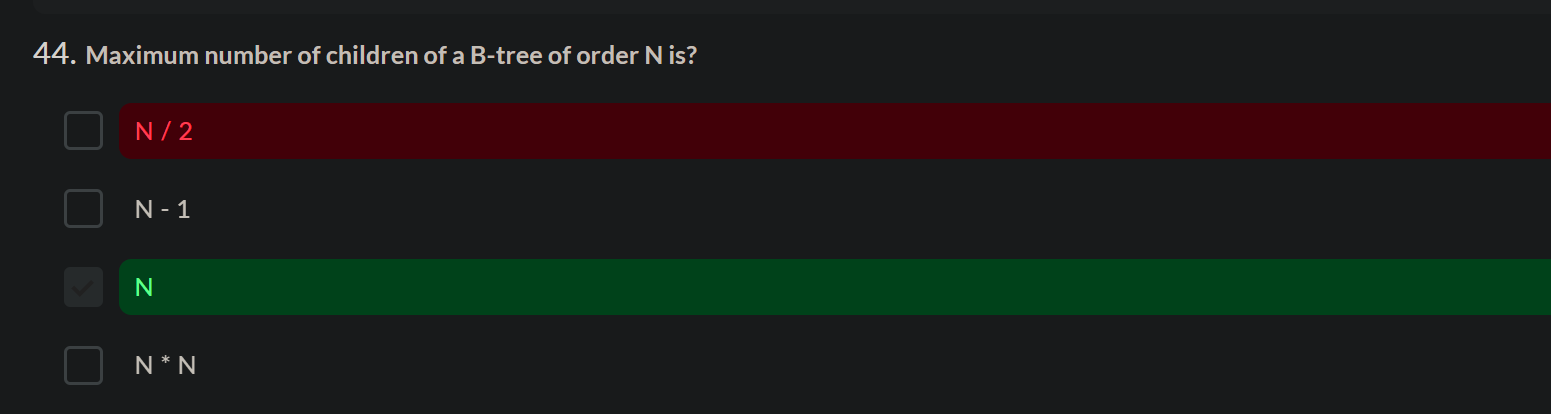 44. Maximum number of children of a B-tree of order N is?
N / 2
N - 1
N
N * N